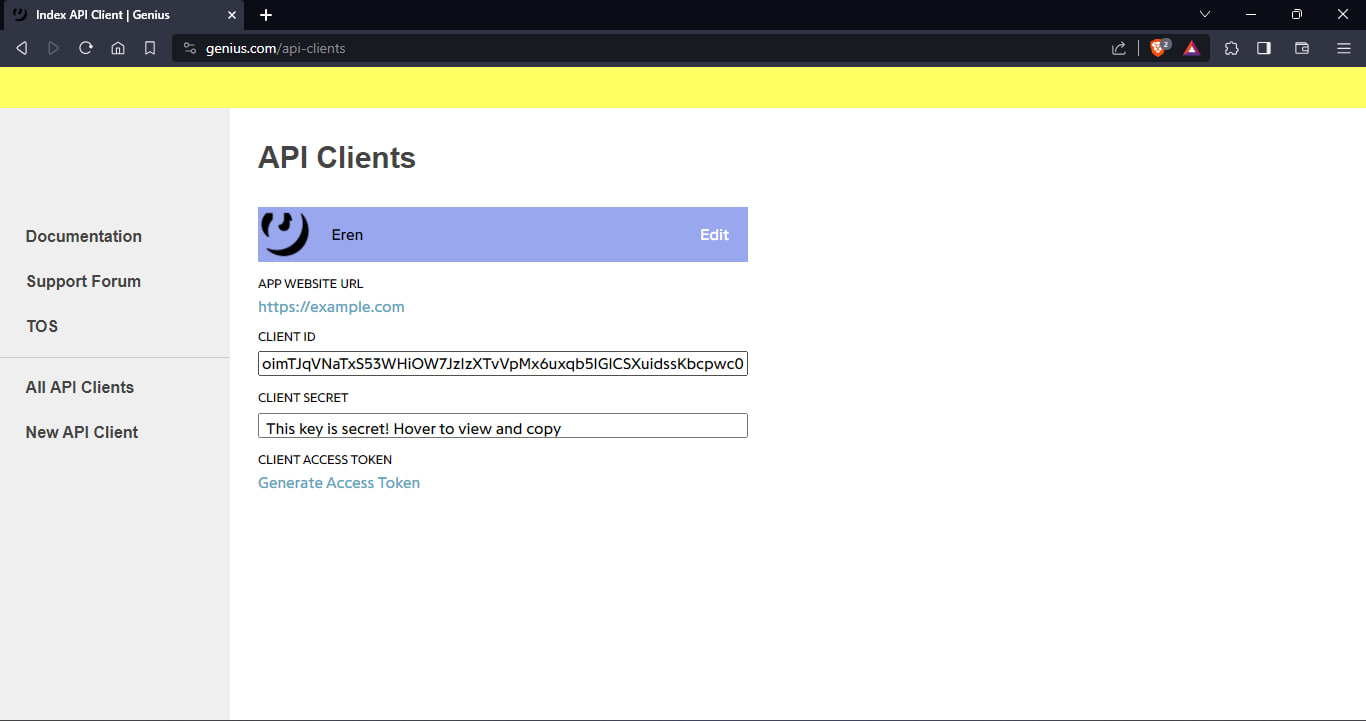 Index API Client | Genius
genius.com/api-clients
2
API Clients
Documentation
Support Forum
TOS
All API Clients
New API Client
Eren
Edit
APP WEBSITE URL
https://example.com
CLIENT ID
oimTJqVNaTxS53WHiOW7JzIzXTvVpMx6uxqb5IGICSXuidssKbcpwc0
CLIENT SECRET
This key is secret! Hover to view and copy
CLIENT ACCESS TOKEN
Generate Access Token